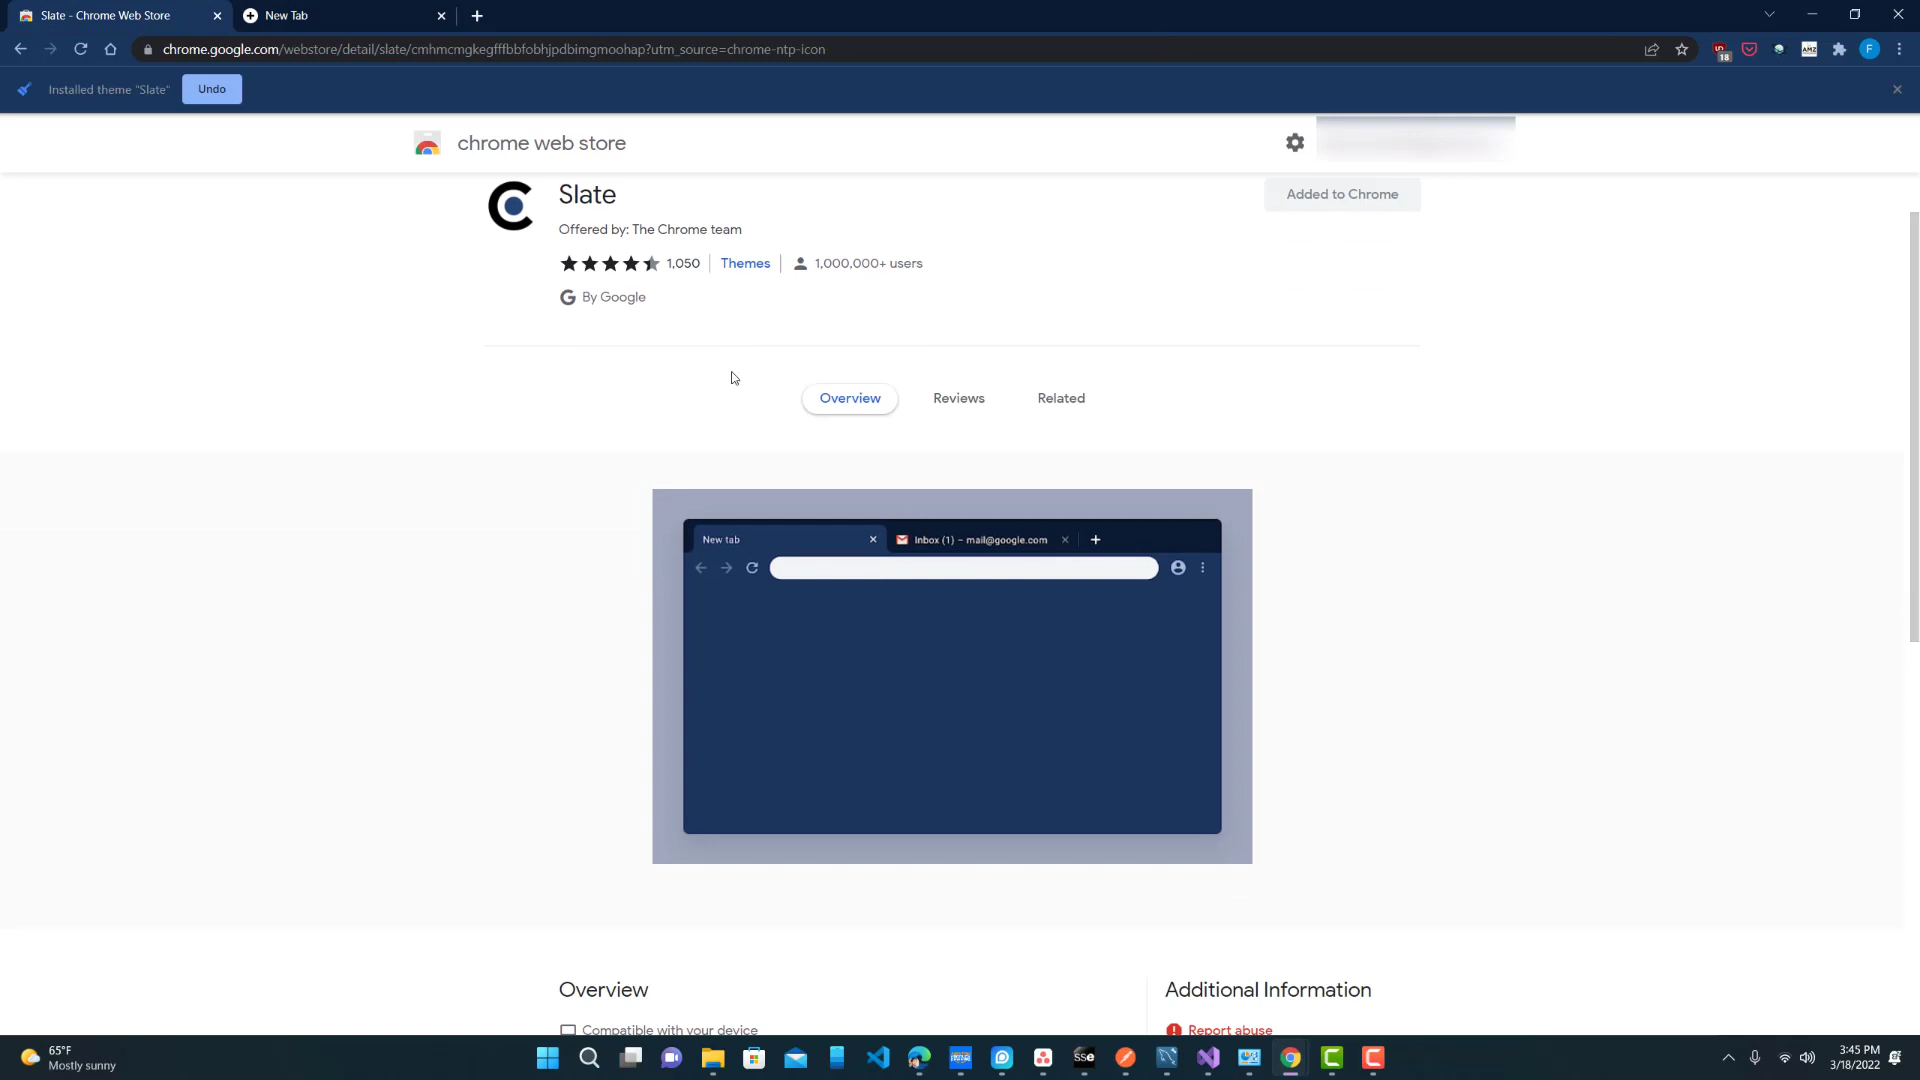 Slate - Chrome Web Store
New Tab
chrome.google.com/webstore/detail/slate/cmhmcmgkegfffbbfobhjpdbimgmoohap?utm_source=chrome-ntp-icon
18
AMZ
F
Installed theme "Slate"
Undo
chrome web store
Slate
Added to Chrome
Offered by: The Chrome team
1,050
Themes
1,000,000+ users
By Google
Overview
Reviews
Related
New tab
Inbox (1) – mail@google.com
Overview
Additional Information
Compatible with your device
Report abuse
65°F
Mostly sunny
SSe
3:45 PM
3/18/2022